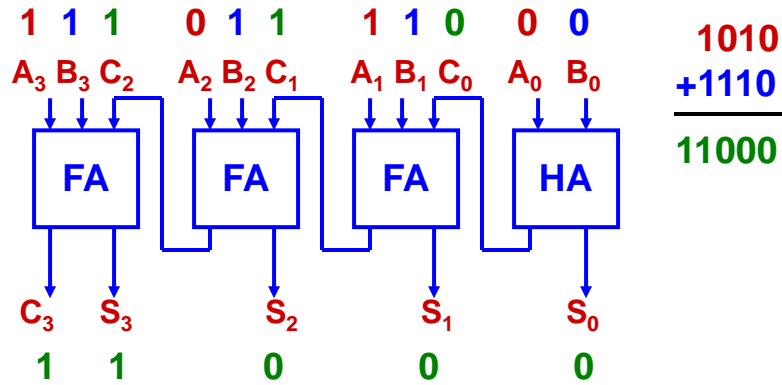 1 1 1 0 1 1 1 1 0 0 0
A₃ B₃ C₂ A₂ B₂ C₁ A₁ B₁ C₀ A₀ B₀
FA FA FA HA
C₃ S₃ S₂ S₁ S₀
1 1 0 0 0
1010
+1110
11000